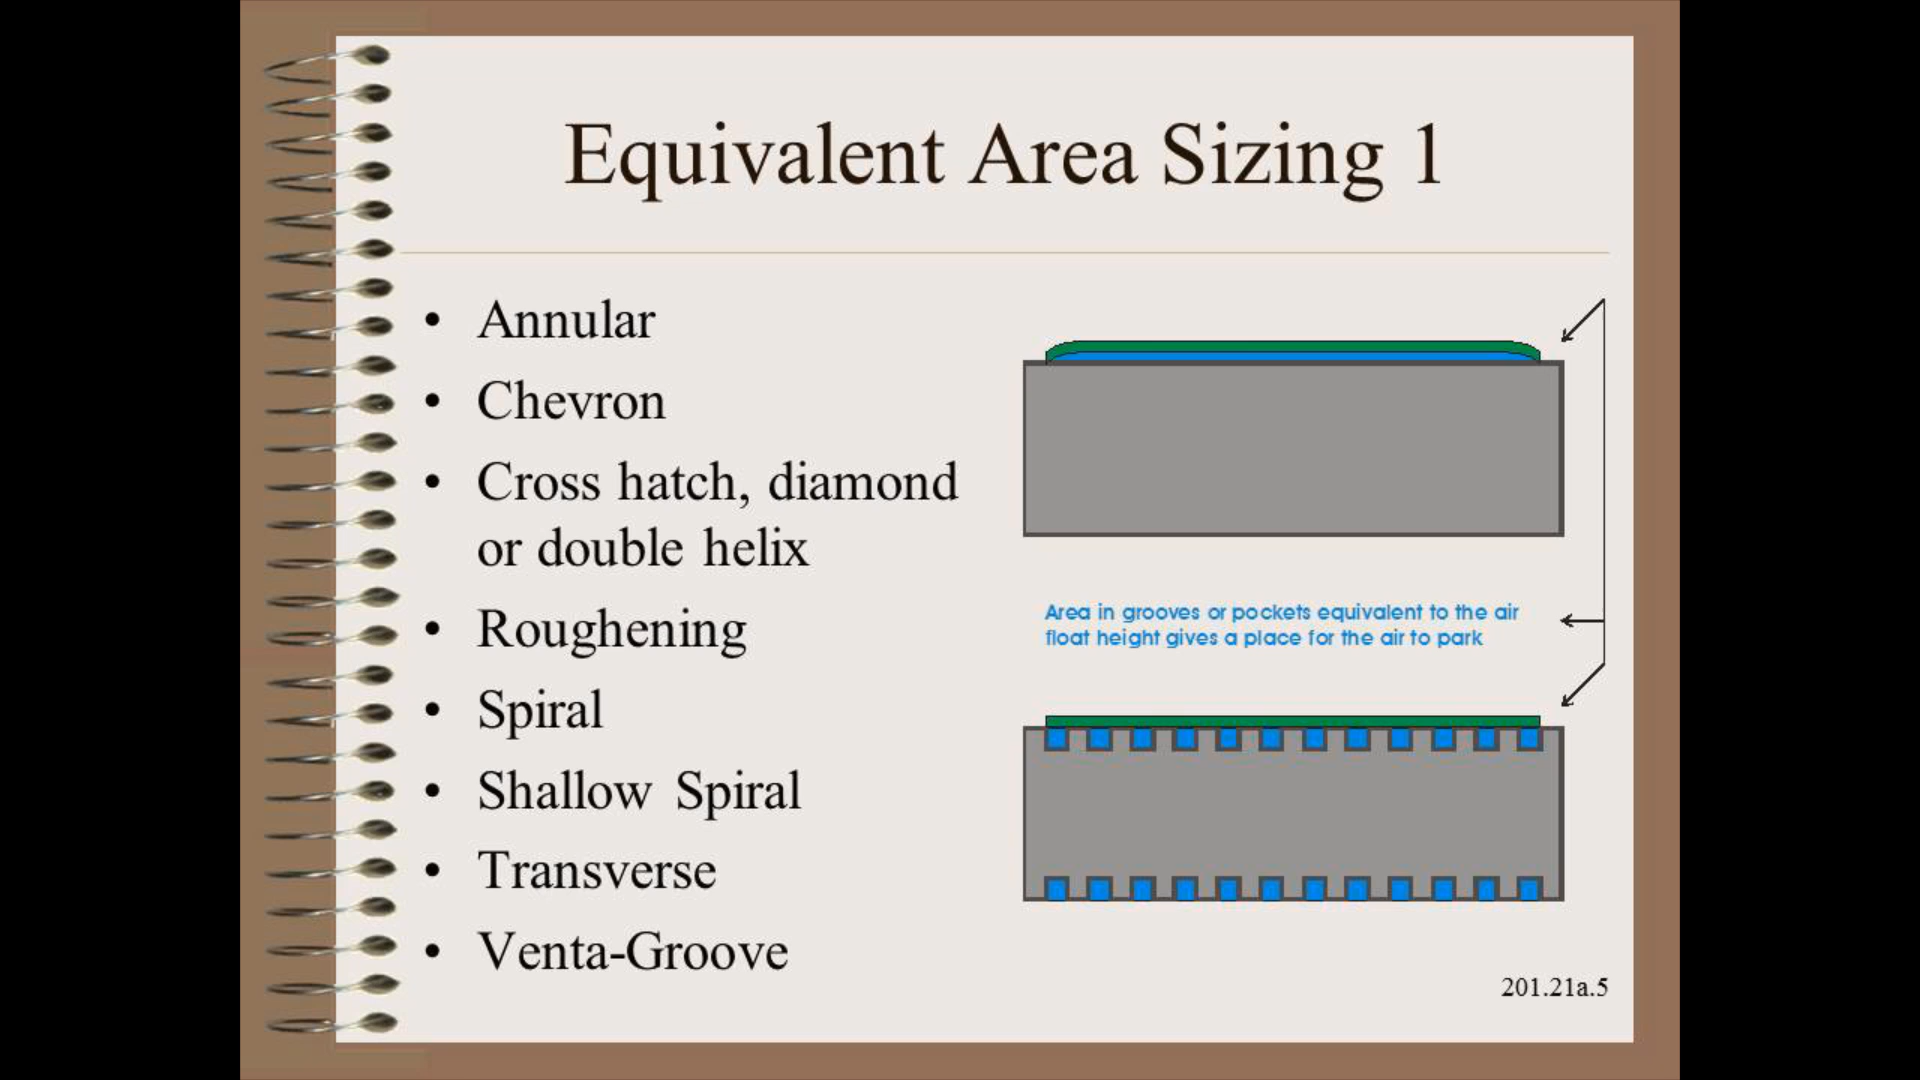 Equivalent Area Sizing 1
• Annular
• Chevron
• Cross hatch, diamond
or double helix
• Roughening
• Spiral
• Shallow Spiral
• Transverse
• Venta-Groove
Area in grooves or pockets equivalent to the air
float height gives a place for the air to park
201.21a.5